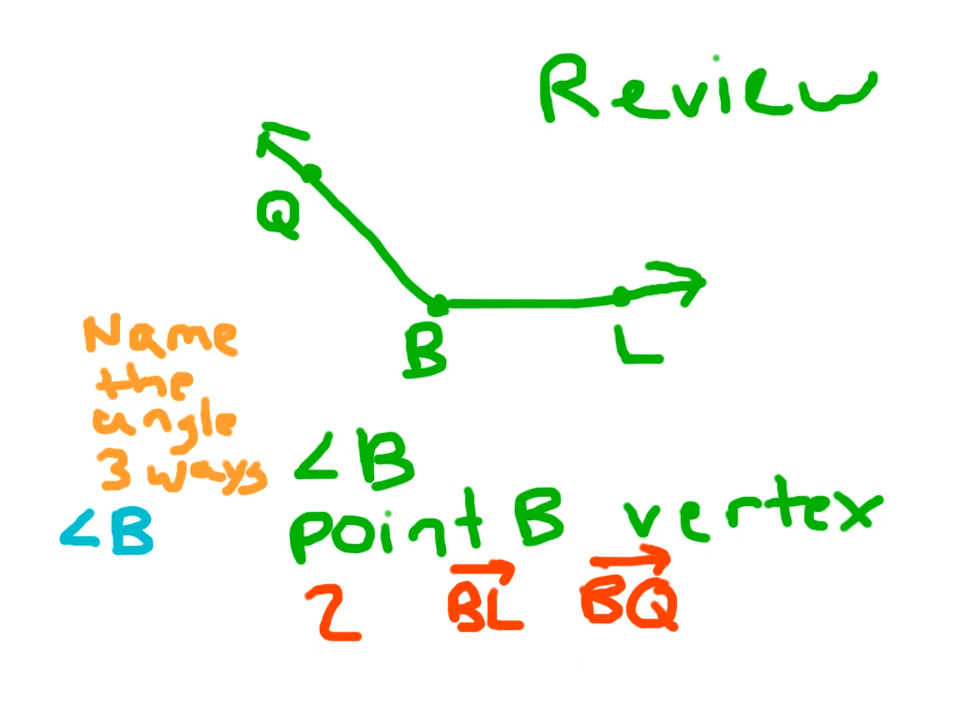 Review
Q
B
L
Name
the
angle
3 ways
∠B
∠B
point B vertex
2 BL→ BQ→